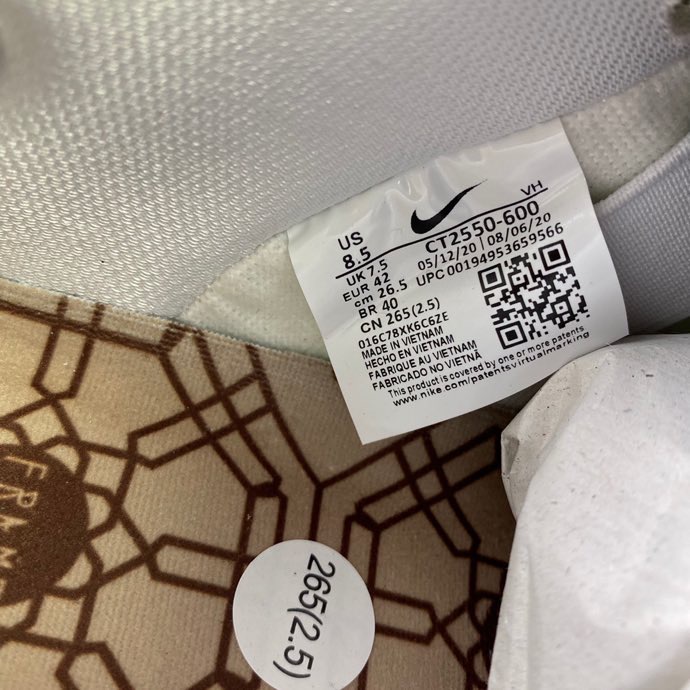 VH
US
8.5
CT2550-600
UK 7.5
05/12/20 | 08/06/20
EUR 42
UPC 00194953659566
cm 26.5
BR 40
CN 265(2.5)
016C7BXK6C6ZE
MADE IN VIETNAM
HECHO EN VIETNAM
FABRIQUE AU VIETNAM
FABRICADO NO VIETNÃ
This product is covered by one or more patents
www.nike.com/patentsvirtualmarking
265(2.5)